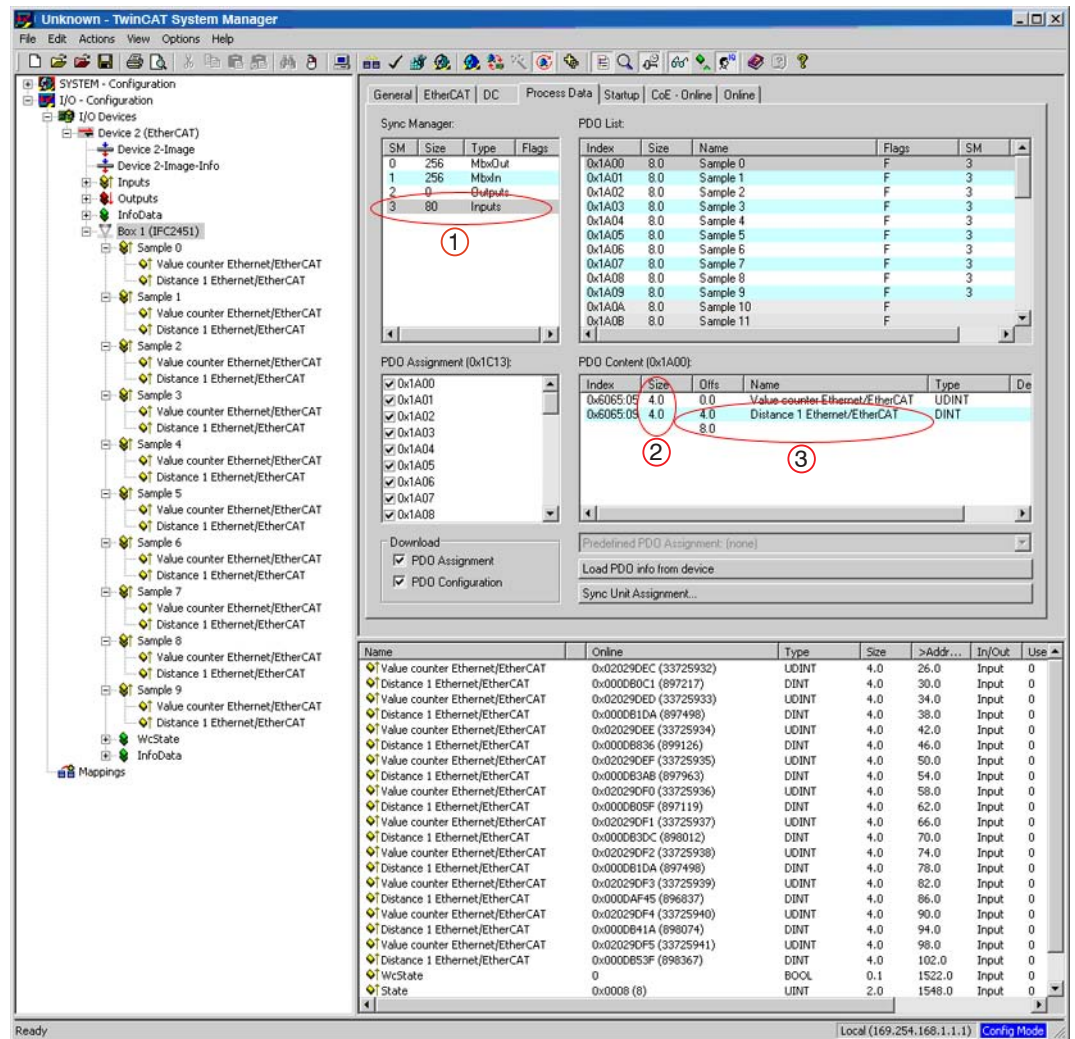 Unknown - TwinCAT System Manager
File Edit Actions View Options Help
SYSTEM - Configuration
I/O - Configuration
I/O Devices
Device 2 (EtherCAT)
Device 2-Image
Device 2-Image-Info
Inputs
Outputs
InfoData
Box 1 (IFC2451)
Sample 0
Value counter Ethernet/EtherCAT
Distance 1 Ethernet/EtherCAT
Sample 1
Value counter Ethernet/EtherCAT
Distance 1 Ethernet/EtherCAT
Sample 2
Value counter Ethernet/EtherCAT
Distance 1 Ethernet/EtherCAT
Sample 3
Value counter Ethernet/EtherCAT
Distance 1 Ethernet/EtherCAT
Sample 4
Value counter Ethernet/EtherCAT
Distance 1 Ethernet/EtherCAT
Sample 5
Value counter Ethernet/EtherCAT
Distance 1 Ethernet/EtherCAT
Sample 6
Value counter Ethernet/EtherCAT
Distance 1 Ethernet/EtherCAT
Sample 7
Value counter Ethernet/EtherCAT
Distance 1 Ethernet/EtherCAT
Sample 8
Value counter Ethernet/EtherCAT
Distance 1 Ethernet/EtherCAT
Sample 9
Value counter Ethernet/EtherCAT
Distance 1 Ethernet/EtherCAT
WcState
InfoData
Mappings
General EtherCAT DC Process Data Startup CoE - Online Online
Sync Manager:
SM Size Type Flags
0 256 MbxOut
1 256 MbxIn
2 0 Outputs
3 80 Inputs
1
PDO List:
Index Size Name Flags SM
0x1A00 8.0 Sample 0 F 3
0x1A01 8.0 Sample 1 F 3
0x1A02 8.0 Sample 2 F 3
0x1A03 8.0 Sample 3 F 3
0x1A04 8.0 Sample 4 F 3
0x1A05 8.0 Sample 5 F 3
0x1A06 8.0 Sample 6 F 3
0x1A07 8.0 Sample 7 F 3
0x1A08 8.0 Sample 8 F 3
0x1A09 8.0 Sample 9 F 3
0x1A0A 8.0 Sample 10 F
0x1A0B 8.0 Sample 11 F
PDO Assignment (0x1C13):
0x1A00
0x1A01
0x1A02
0x1A03
0x1A04
0x1A05
0x1A06
0x1A07
0x1A08
PDO Content (0x1A00):
Index Size Offs Name Type De
0x6065:05 4.0 0.0 Value counter Ethernet/EtherCAT UDINT
0x6065:09 4.0 4.0 Distance 1 Ethernet/EtherCAT DINT
8.0
2
3
Download
PDO Assignment
PDO Configuration
Predefined PDO Assignment: (none)
Load PDO info from device
Sync Unit Assignment...
Name Online Type Size >Addr... In/Out Use
Value counter Ethernet/EtherCAT 0x02029DEC (33725932) UDINT 4.0 26.0 Input 0
Distance 1 Ethernet/EtherCAT 0x000DB0C1 (897217) DINT 4.0 30.0 Input 0
Value counter Ethernet/EtherCAT 0x02029DED (33725933) UDINT 4.0 34.0 Input 0
Distance 1 Ethernet/EtherCAT 0x000DB1DA (897498) DINT 4.0 38.0 Input 0
Value counter Ethernet/EtherCAT 0x02029DEE (33725934) UDINT 4.0 42.0 Input 0
Distance 1 Ethernet/EtherCAT 0x000DB836 (899126) DINT 4.0 46.0 Input 0
Value counter Ethernet/EtherCAT 0x02029DEF (33725935) UDINT 4.0 50.0 Input 0
Distance 1 Ethernet/EtherCAT 0x000DB3AB (897963) DINT 4.0 54.0 Input 0
Value counter Ethernet/EtherCAT 0x02029DF0 (33725936) UDINT 4.0 58.0 Input 0
Distance 1 Ethernet/EtherCAT 0x000DB05F (897119) DINT 4.0 62.0 Input 0
Value counter Ethernet/EtherCAT 0x02029DF1 (33725937) UDINT 4.0 66.0 Input 0
Distance 1 Ethernet/EtherCAT 0x000DB3DC (898012) DINT 4.0 70.0 Input 0
Value counter Ethernet/EtherCAT 0x02029DF2 (33725938) UDINT 4.0 74.0 Input 0
Distance 1 Ethernet/EtherCAT 0x000DB1DA (897498) DINT 4.0 78.0 Input 0
Value counter Ethernet/EtherCAT 0x02029DF3 (33725939) UDINT 4.0 82.0 Input 0
Distance 1 Ethernet/EtherCAT 0x000DAF45 (896837) DINT 4.0 86.0 Input 0
Value counter Ethernet/EtherCAT 0x02029DF4 (33725940) UDINT 4.0 90.0 Input 0
Distance 1 Ethernet/EtherCAT 0x000DB41A (898074) DINT 4.0 94.0 Input 0
Value counter Ethernet/EtherCAT 0x02029DF5 (33725941) UDINT 4.0 98.0 Input 0
Distance 1 Ethernet/EtherCAT 0x000DB53F (898367) DINT 4.0 102.0 Input 0
WcState 0 BOOL 0.1 1522.0 Input 0
State 0x0008 (8) UINT 2.0 1548.0 Input 0
Ready
Local (169.254.168.1.1.1) Config Mode